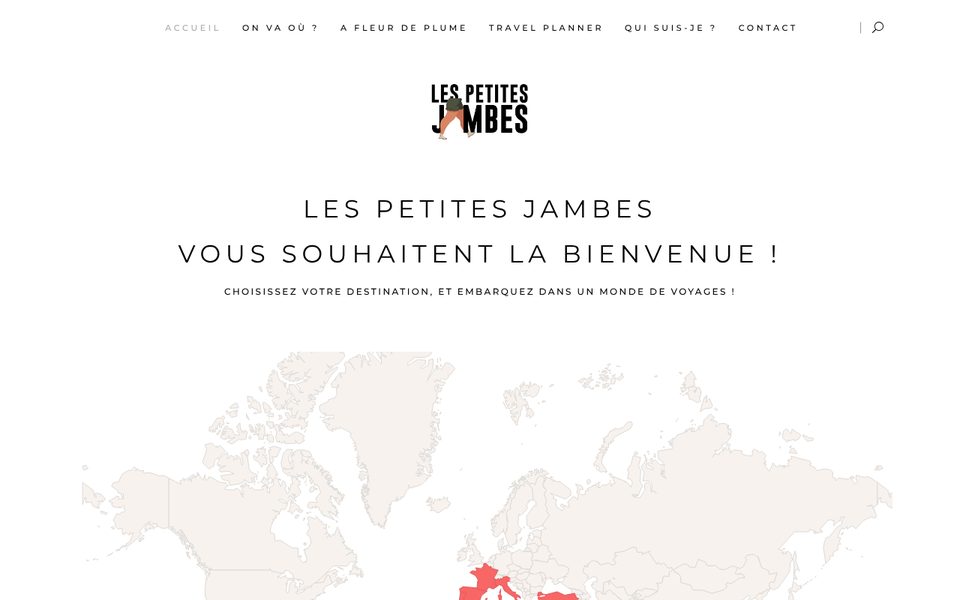 ACCUEIL
ON VA OÙ ?
A FLEUR DE PLUME
TRAVEL PLANNER
QUI SUIS-JE ?
CONTACT
LES PETITES
JAMBES
LES PETITES JAMBES
VOUS SOUHAITENT LA BIENVENUE !
CHOISISSEZ VOTRE DESTINATION, ET EMBARQUEZ DANS UN MONDE DE VOYAGES !